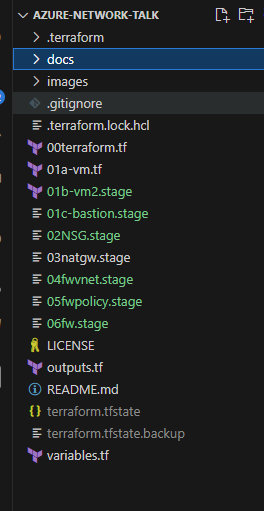 AZURE-NETWORK-TALK
.terraform
docs
images
.gitignore
.terraform.lock.hcl
00terraform.tf
01a-vm.tf
01b-vm2.stage
01c-bastion.stage
02NSG.stage
03natgw.stage
04fwvnet.stage
05fwpolicy.stage
06fw.stage
LICENSE
outputs.tf
README.md
terraform.tfstate
terraform.tfstate.backup
variables.tf